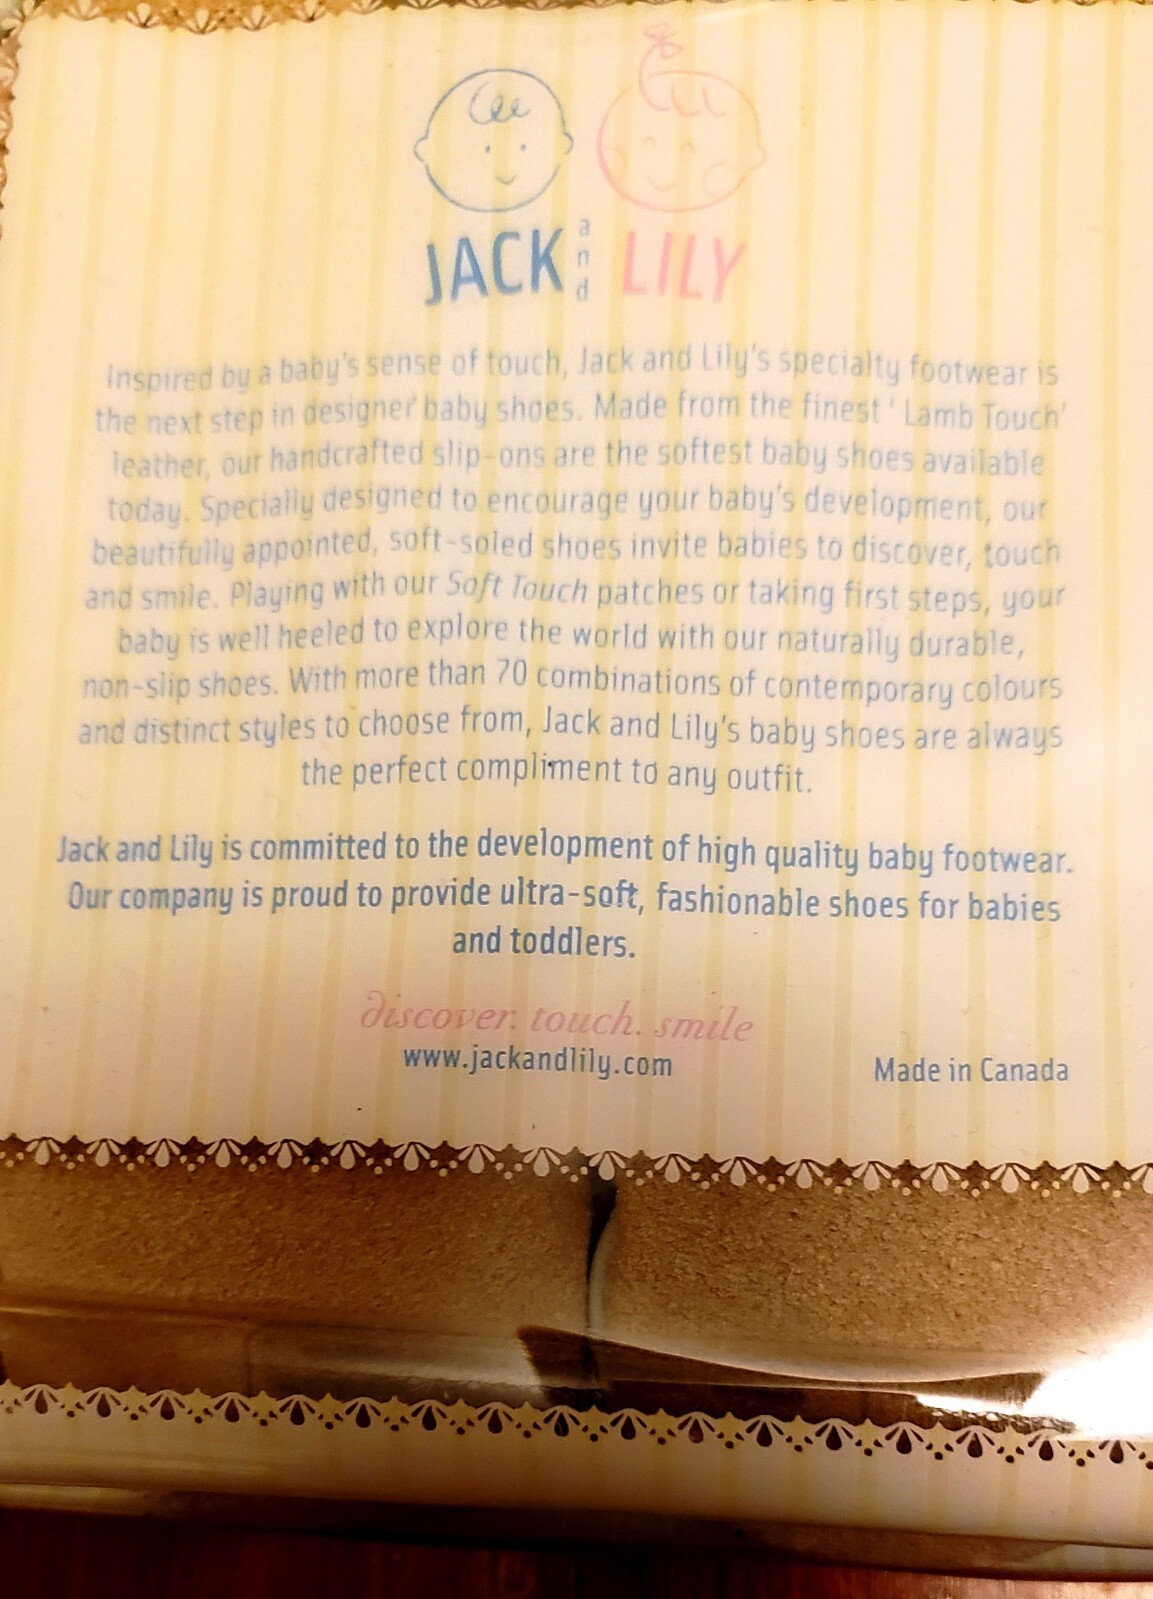 JACK and LILY
Inspired by a baby's sense of touch, Jack and Lily's specialty footwear is
the next step in designer baby shoes. Made from the finest ' Lamb Touch'
leather, our handcrafted slip-ons are the softest baby shoes available
today. Specially designed to encourage your baby's development, our
beautifully appointed, soft-soled shoes invite babies to discover, touch
and smile. Playing with our Soft Touch patches or taking first steps, your
baby is well heeled to explore the world with our naturally durable,
non-slip shoes. With more than 70 combinations of contemporary colours
and distinct styles to choose from, Jack and Lily's baby shoes are always
the perfect compliment to any outfit.
Jack and Lily is committed to the development of high quality baby footwear.
Our company is proud to provide ultra-soft, fashionable shoes for babies
and toddlers.
discover. touch. smile
www.jackandlily.com
Made in Canada